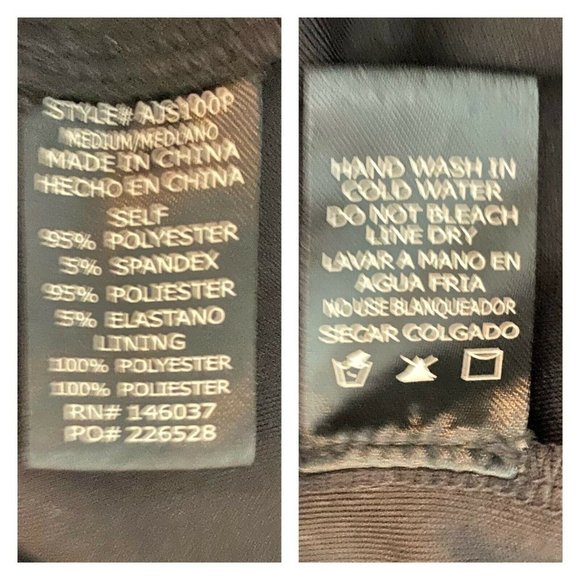 STYLE# AJS100P
MEDIUM/MEDIANO
MADE IN CHINA
HECHO EN CHINA
SELF
95% POLYESTER
5% SPANDEX
95% POLIESTER
5% ELASTANO
LINING
100% POLYESTER
100% POLIESTER
RN# 146037
PO# 226528
HAND WASH IN
COLD WATER
DO NOT BLEACH
LINE DRY
LAVAR A MANO EN
AGUA FRIA
NO USE BLANQUEADOR
SECAR COLGADO